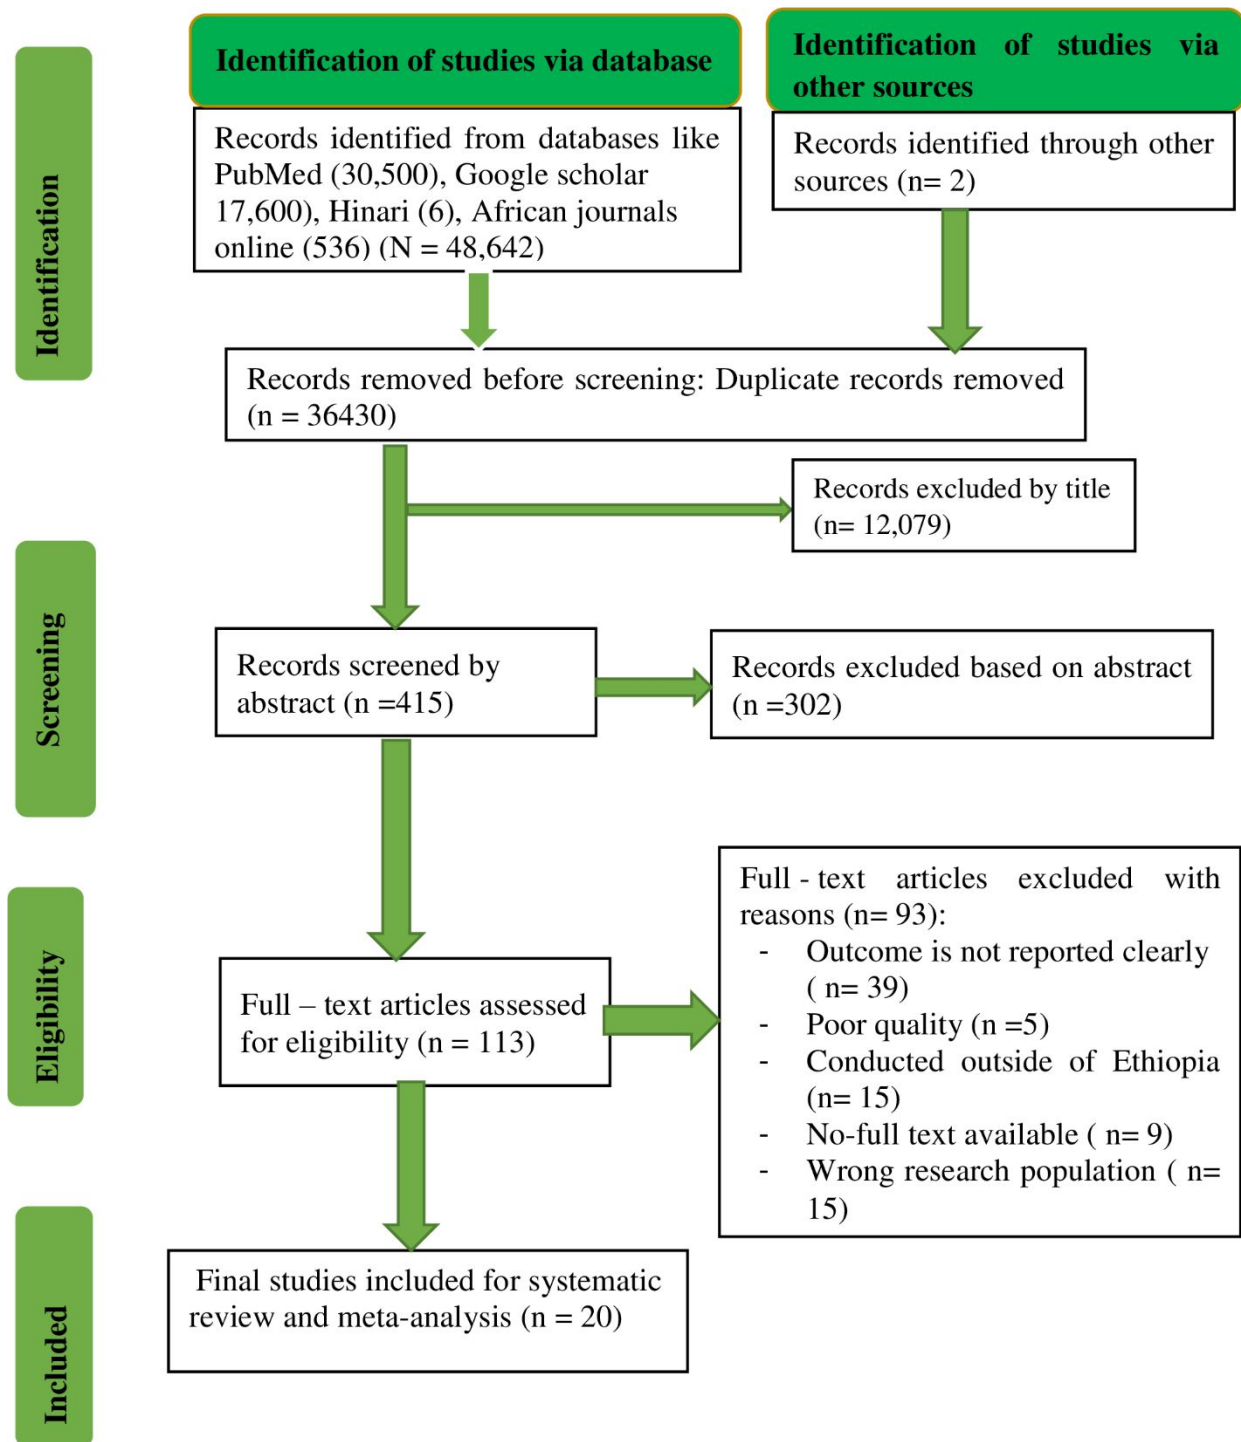 Identification of studies via database
Identification of studies via
other sources
Records identified from databases like
PubMed (30,500), Google scholar
17,600), Hinari (6), African journals
online (536) (N = 48,642)
Records identified through other
sources (n= 2)
Identification
Records removed before screening: Duplicate records removed
(n = 36430)
Records excluded by title
(n= 12,079)
Screening
Records screened by
abstract (n =415)
Records excluded based on abstract
(n =302)
Eligibility
Full – text articles assessed
for eligibility (n = 113)
Full - text articles excluded with
reasons (n= 93):
- Outcome is not reported clearly
( n= 39)
- Poor quality (n =5)
- Conducted outside of Ethiopia
(n= 15)
- No-full text available ( n= 9)
- Wrong research population ( n=
15)
Included
Final studies included for systematic
review and meta-analysis (n = 20)